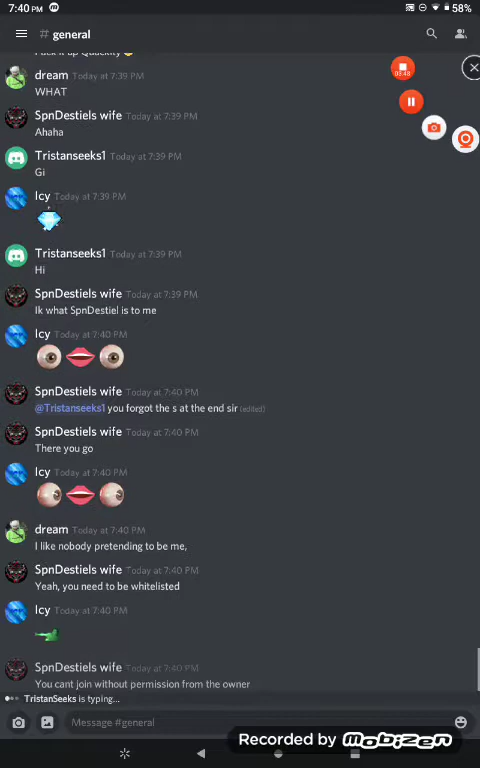 7:40 PM
58%
# general
dream Today at 7:39 PM
WHAT
SpnDestiels wife Today at 7:39 PM
Ahaha
Tristanseeks1 Today at 7:39 PM
Gi
Icy Today at 7:39 PM
Tristanseeks1 Today at 7:39 PM
Hi
SpnDestiels wife Today at 7:39 PM
Ik what SpnDestiel is to me
Icy Today at 7:40 PM
SpnDestiels wife Today at 7:40 PM
@Tristanseeks1 you forgot the s at the end sir (edited)
SpnDestiels wife Today at 7:40 PM
There you go
Icy Today at 7:40 PM
dream Today at 7:40 PM
I like nobody pretending to be me,
SpnDestiels wife Today at 7:40 PM
Yeah, you need to be whitelisted
Icy Today at 7:40 PM
SpnDestiels wife Today at 7:40 PM
You cant join without permission from the owner
TristanSeeks is typing...
Message #general
Recorded by mobizen